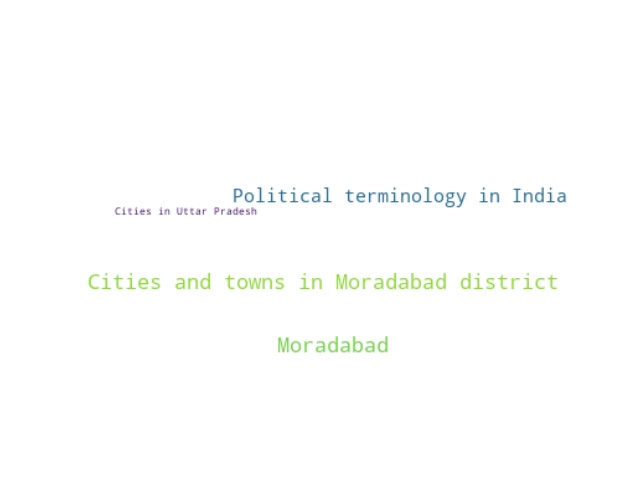 Political terminology in India
Cities in Uttar Pradesh
Cities and towns in Moradabad district
Moradabad